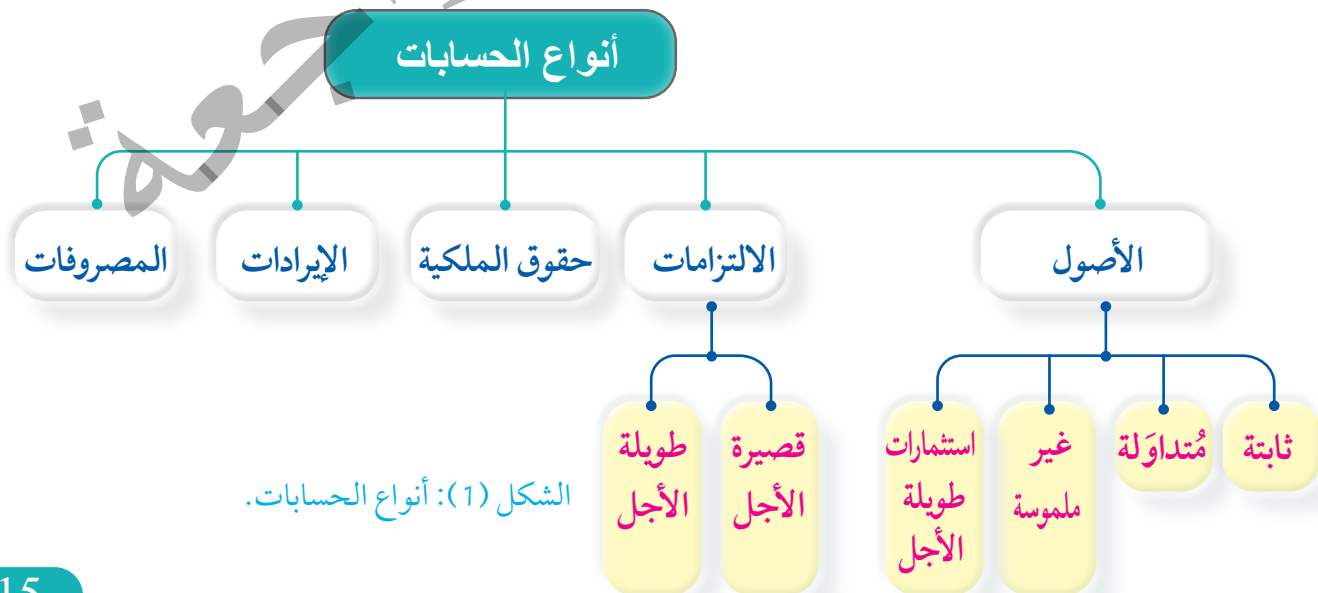 أنواع الحسابات
الأصول
الالتزامات
حقوق الملكية
الإيرادات
المصروفات
ثابتة
مُتداوَلة
غير
ملموسة
استثمارات
طويلة
الأجل
قصيرة
الأجل
طويلة
الأجل
الشكل (1): أنواع الحسابات.
15